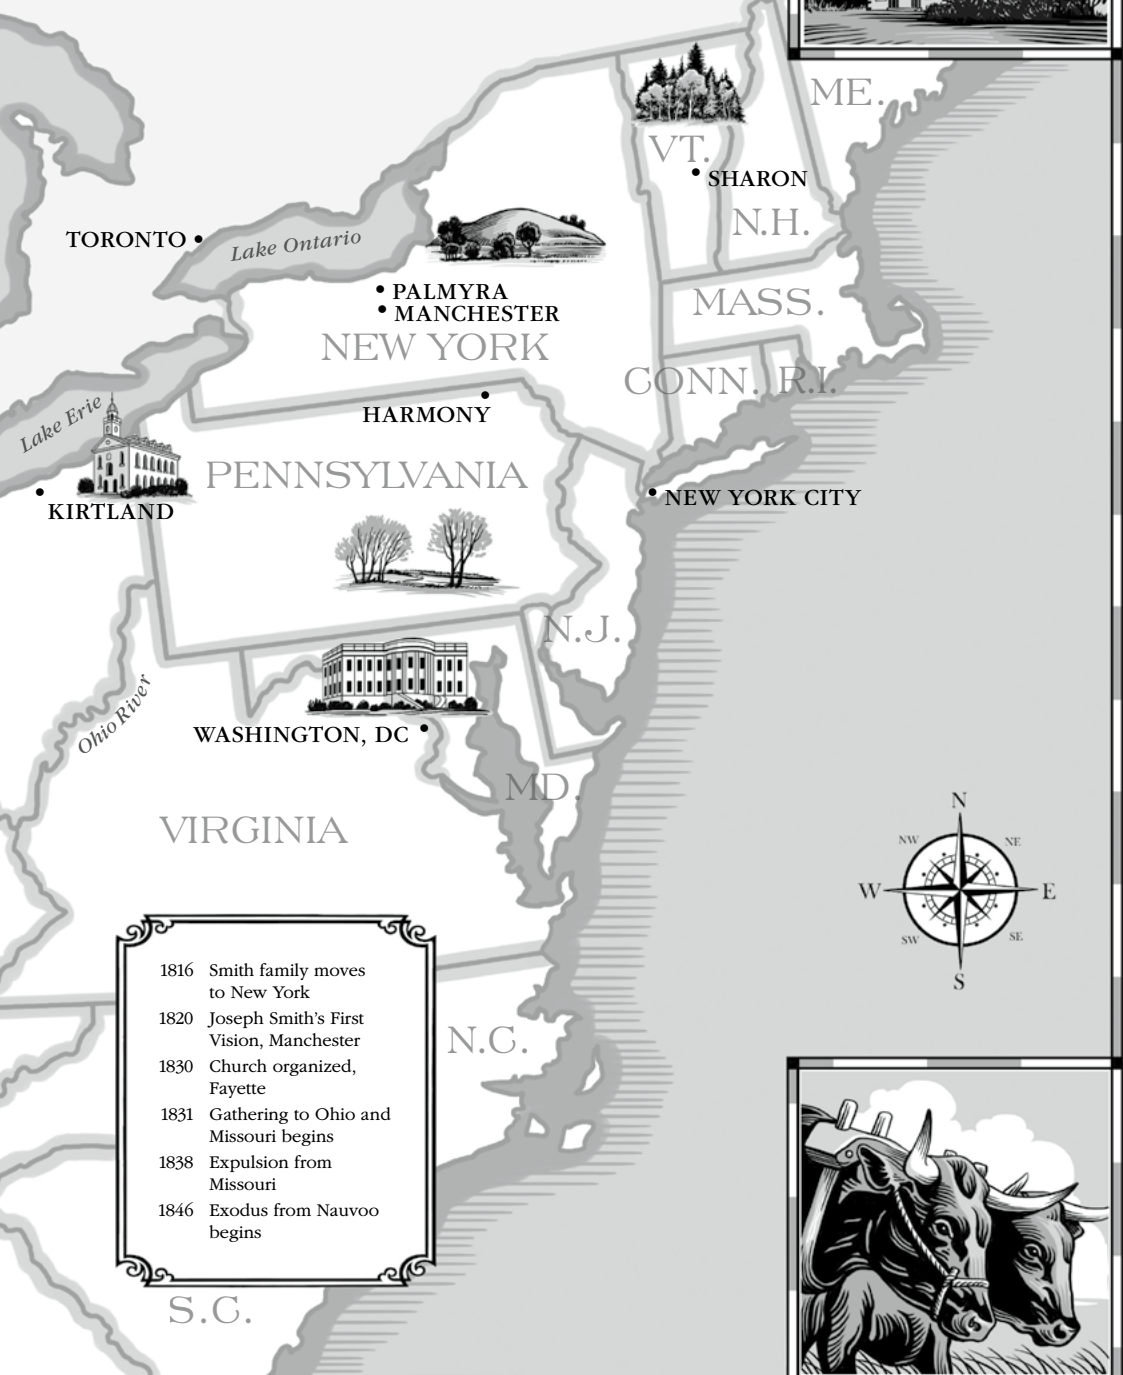 ME.
VT.
SHARON
N.H.
TORONTO
Lake Ontario
PALMYRA
MANCHESTER
MASS.
NEW YORK
CONN.
R.I.
HARMONY
Lake Erie
PENNSYLVANIA
NEW YORK CITY
KIRTLAND
N.J.
Ohio River
WASHINGTON, DC
MD.
VIRGINIA
N
NW
NE
W
E
SW
SE
S
1816 Smith family moves
to New York
1820 Joseph Smith’s First
Vision, Manchester
1830 Church organized,
Fayette
1831 Gathering to Ohio and
Missouri begins
1838 Expulsion from
Missouri
1846 Exodus from Nauvoo
begins
N.C.
S.C.